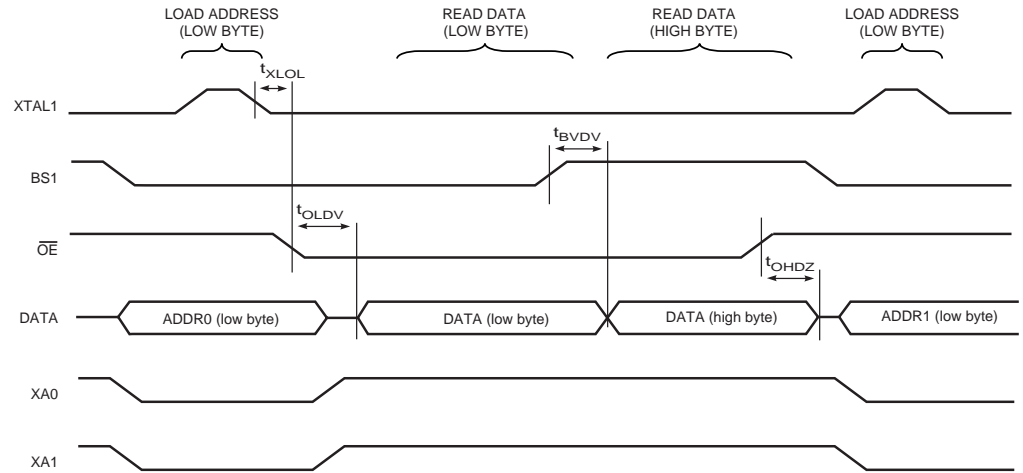 LOAD ADDRESS
(LOW BYTE)
READ DATA
(LOW BYTE)
READ DATA
(HIGH BYTE)
LOAD ADDRESS
(LOW BYTE)
tXLOL
XTAL1
tBVDV
BS1
tOLDV
OE
tOHDZ
DATA
ADDR0 (low byte)
DATA (low byte)
DATA (high byte)
ADDR1 (low byte)
XA0
XA1